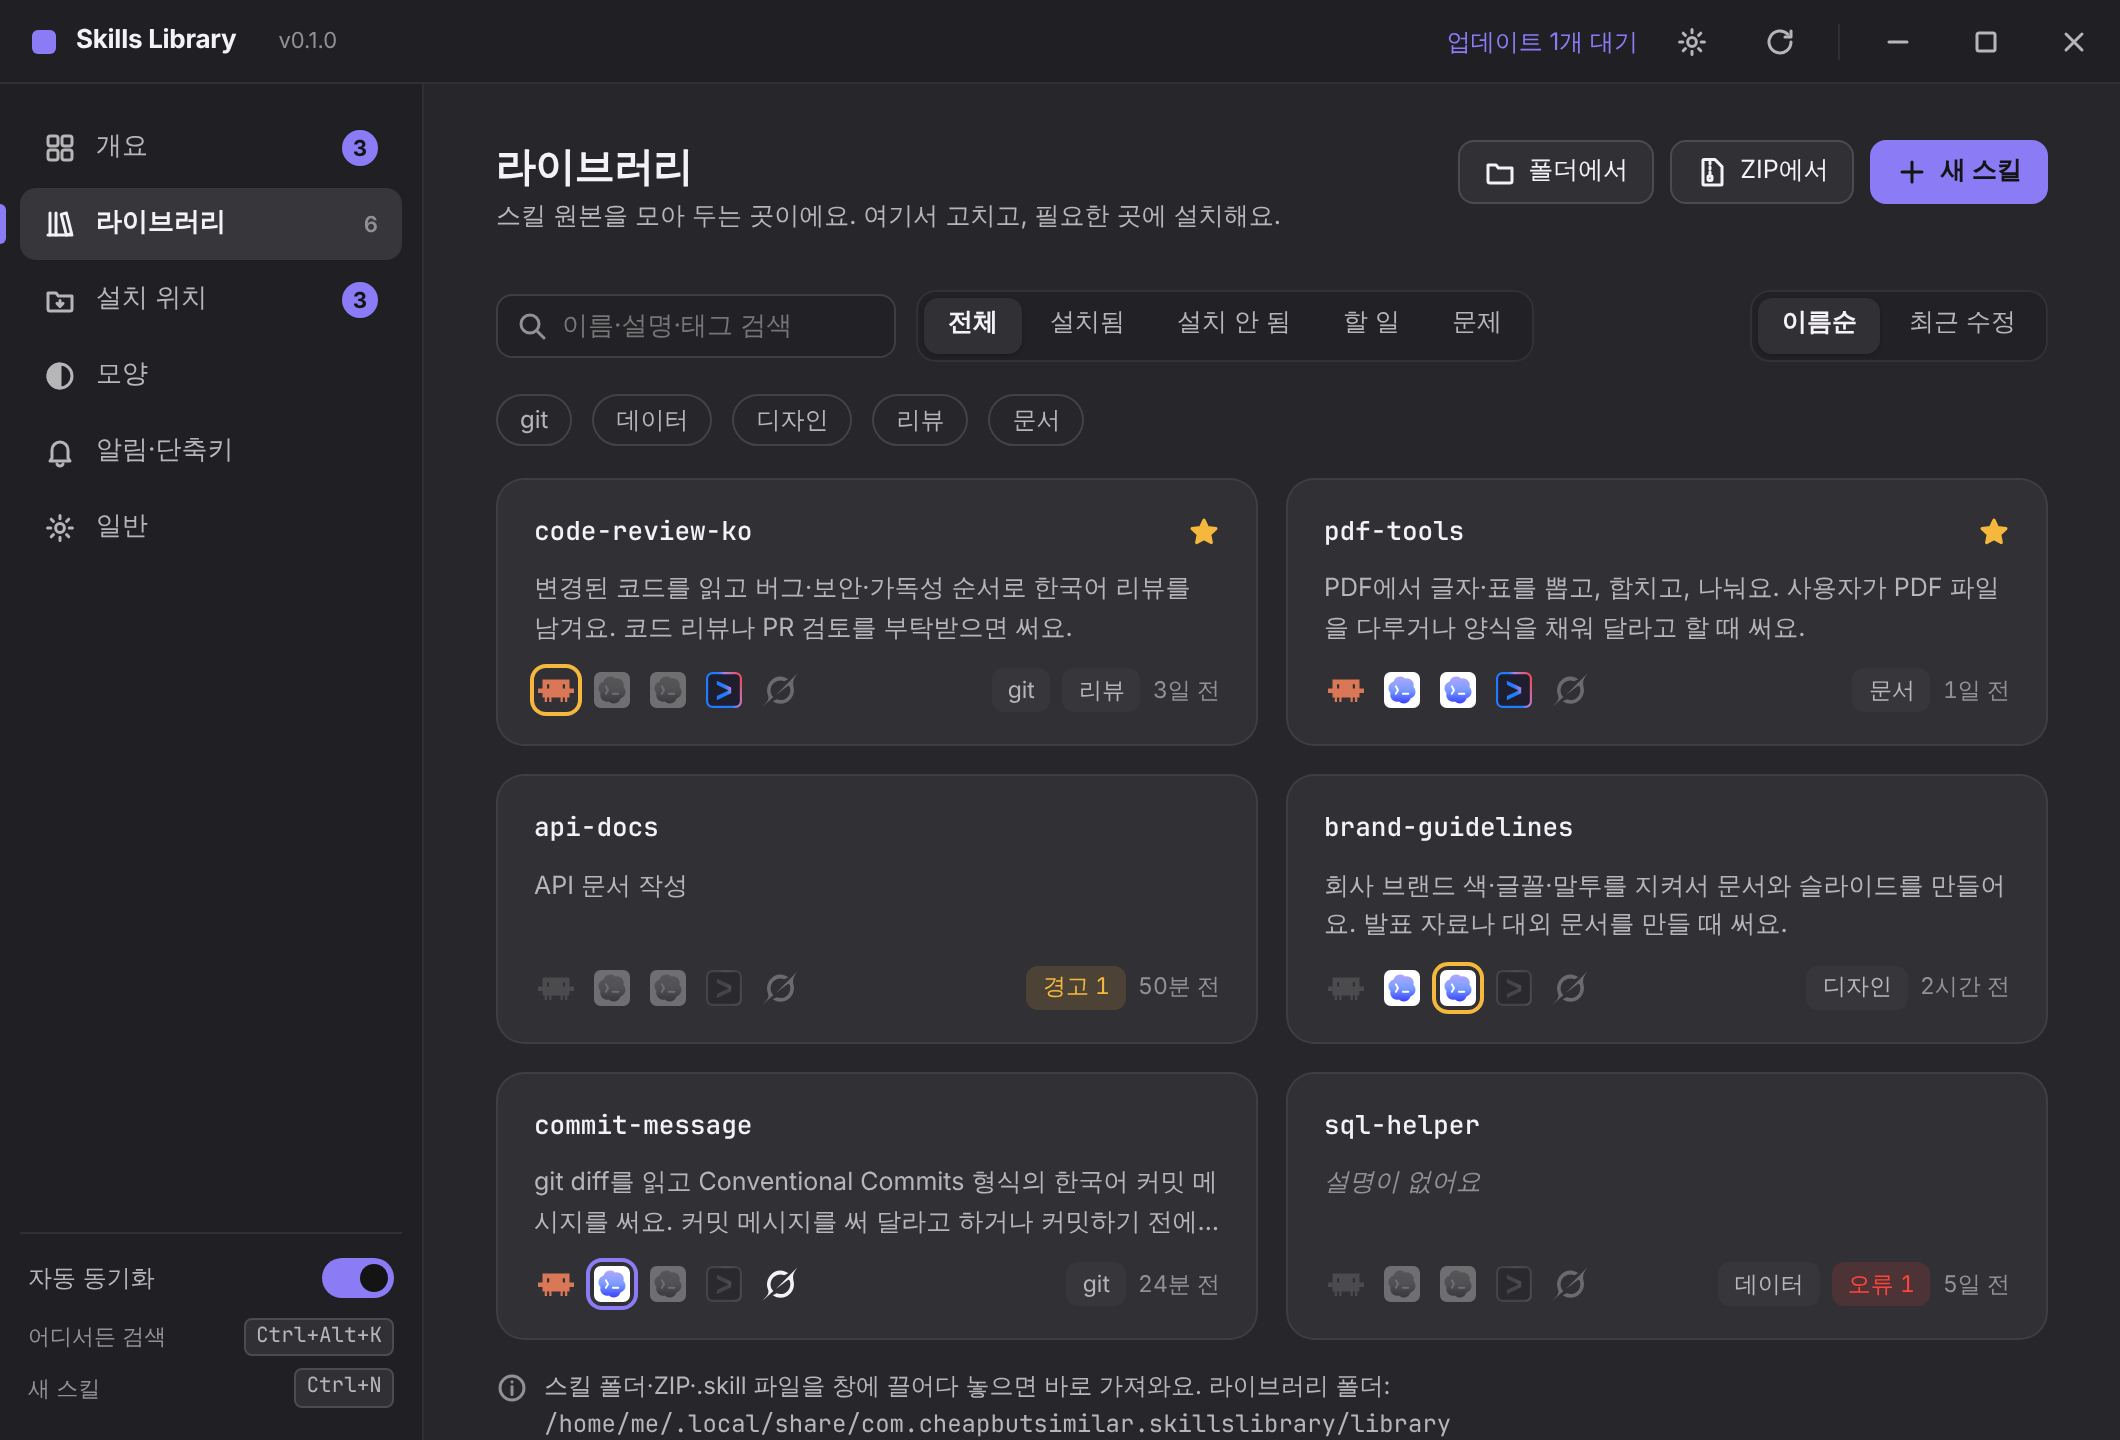 Skills Library v0.1.0
업데이트 1개 대기
개요 3
라이브러리 6
설치 위치 3
모양
알림·단축키
일반
자동 동기화
어디서든 검색 Ctrl+Alt+K
새 스킬 Ctrl+N
라이브러리
스킬 원본을 모아 두는 곳이에요. 여기서 고치고, 필요한 곳에 설치해요.
폴더에서 ZIP에서 새 스킬
이름·설명·태그 검색
전체 설치됨 설치 안 됨 할 일 문제
이름순 최근 수정
git 데이터 디자인 리뷰 문서
code-review-ko
변경된 코드를 읽고 버그·보안·가독성 순서로 한국어 리뷰를
남겨요. 코드 리뷰나 PR 검토를 부탁받으면 써요.
git 리뷰 3일 전
pdf-tools
PDF에서 글자·표를 뽑고, 합치고, 나눠요. 사용자가 PDF 파일
을 다루거나 양식을 채워 달라고 할 때 써요.
문서 1일 전
api-docs
API 문서 작성
경고 1 50분 전
brand-guidelines
회사 브랜드 색·글꼴·말투를 지켜서 문서와 슬라이드를 만들어
요. 발표 자료나 대외 문서를 만들 때 써요.
디자인 2시간 전
commit-message
git diff를 읽고 Conventional Commits 형식의 한국어 커밋 메
시지를 써요. 커밋 메시지를 써 달라고 하거나 커밋하기 전에...
git 24분 전
sql-helper
설명이 없어요
데이터 오류 1 5일 전
스킬 폴더·ZIP·.skill 파일을 창에 끌어다 놓으면 바로 가져와요. 라이브러리 폴더:
/home/me/.local/share/com.cheapbutsimilar.skillslibrary/library